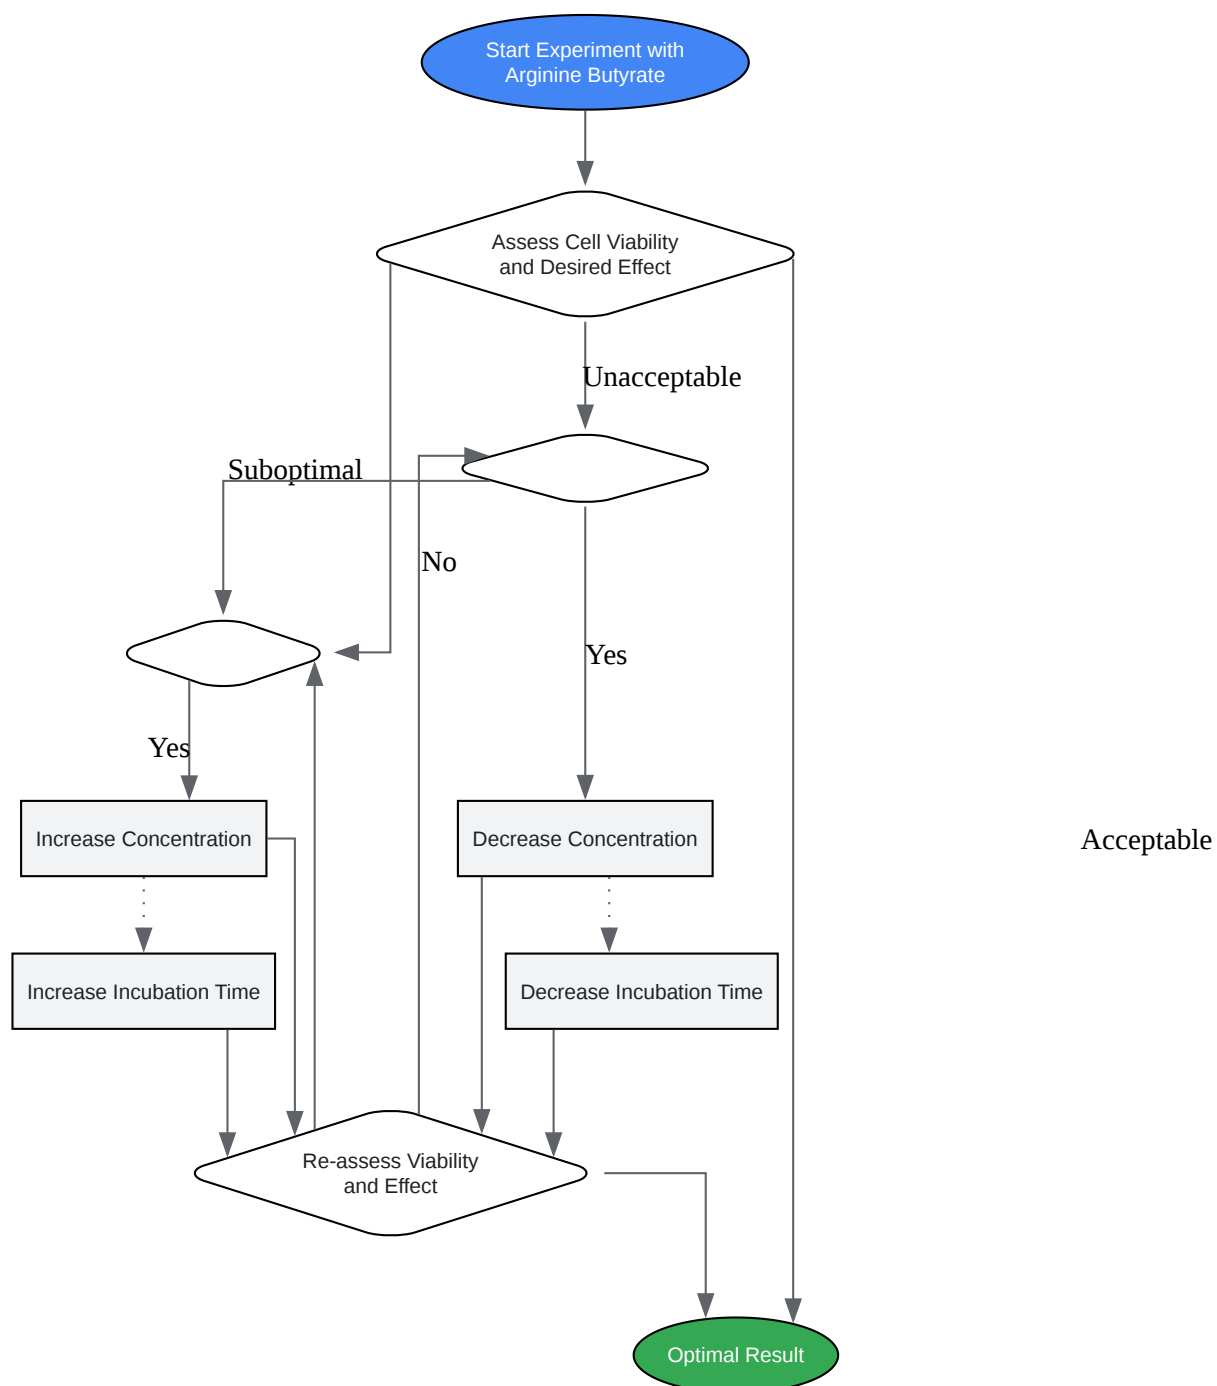 Start Experiment with
Arginine Butyrate
Assess Cell Viability
and Desired Effect
Unacceptable
Suboptimal
No
Yes
Yes
Increase Concentration
Decrease Concentration
Acceptable
Increase Incubation Time
Decrease Incubation Time
Re-assess Viability
and Effect
Optimal Result